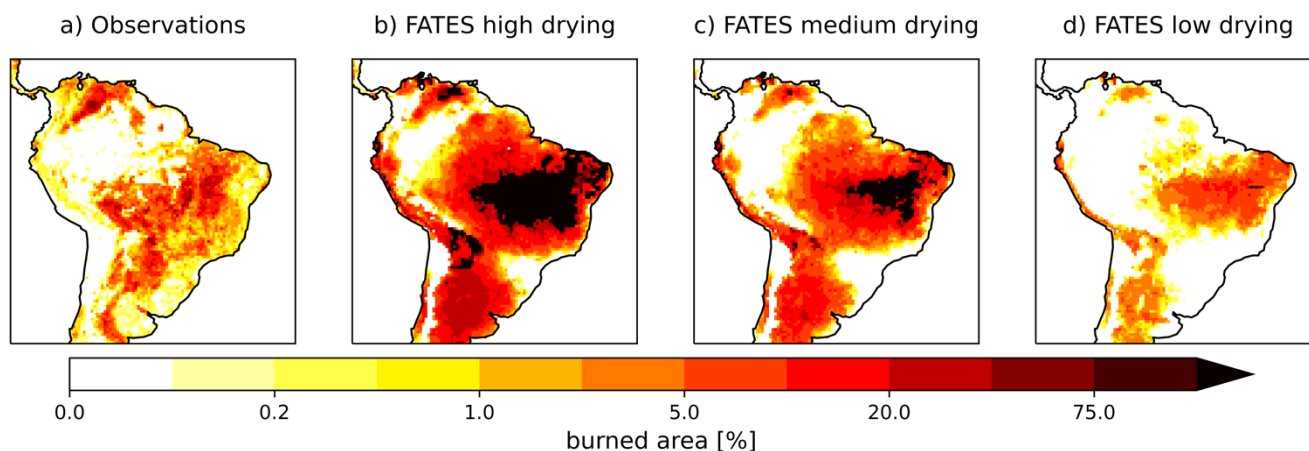 a) Observations
b) FATES high drying
c) FATES medium drying
d) FATES low drying
0.0 0.2 1.0 5.0 20.0 75.0
burned area [%]